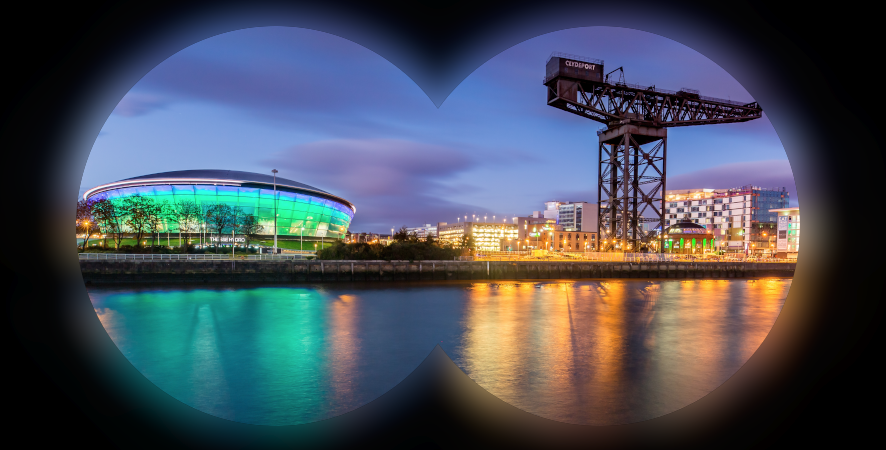 CLYDEPORT
THE SSE HYDRO